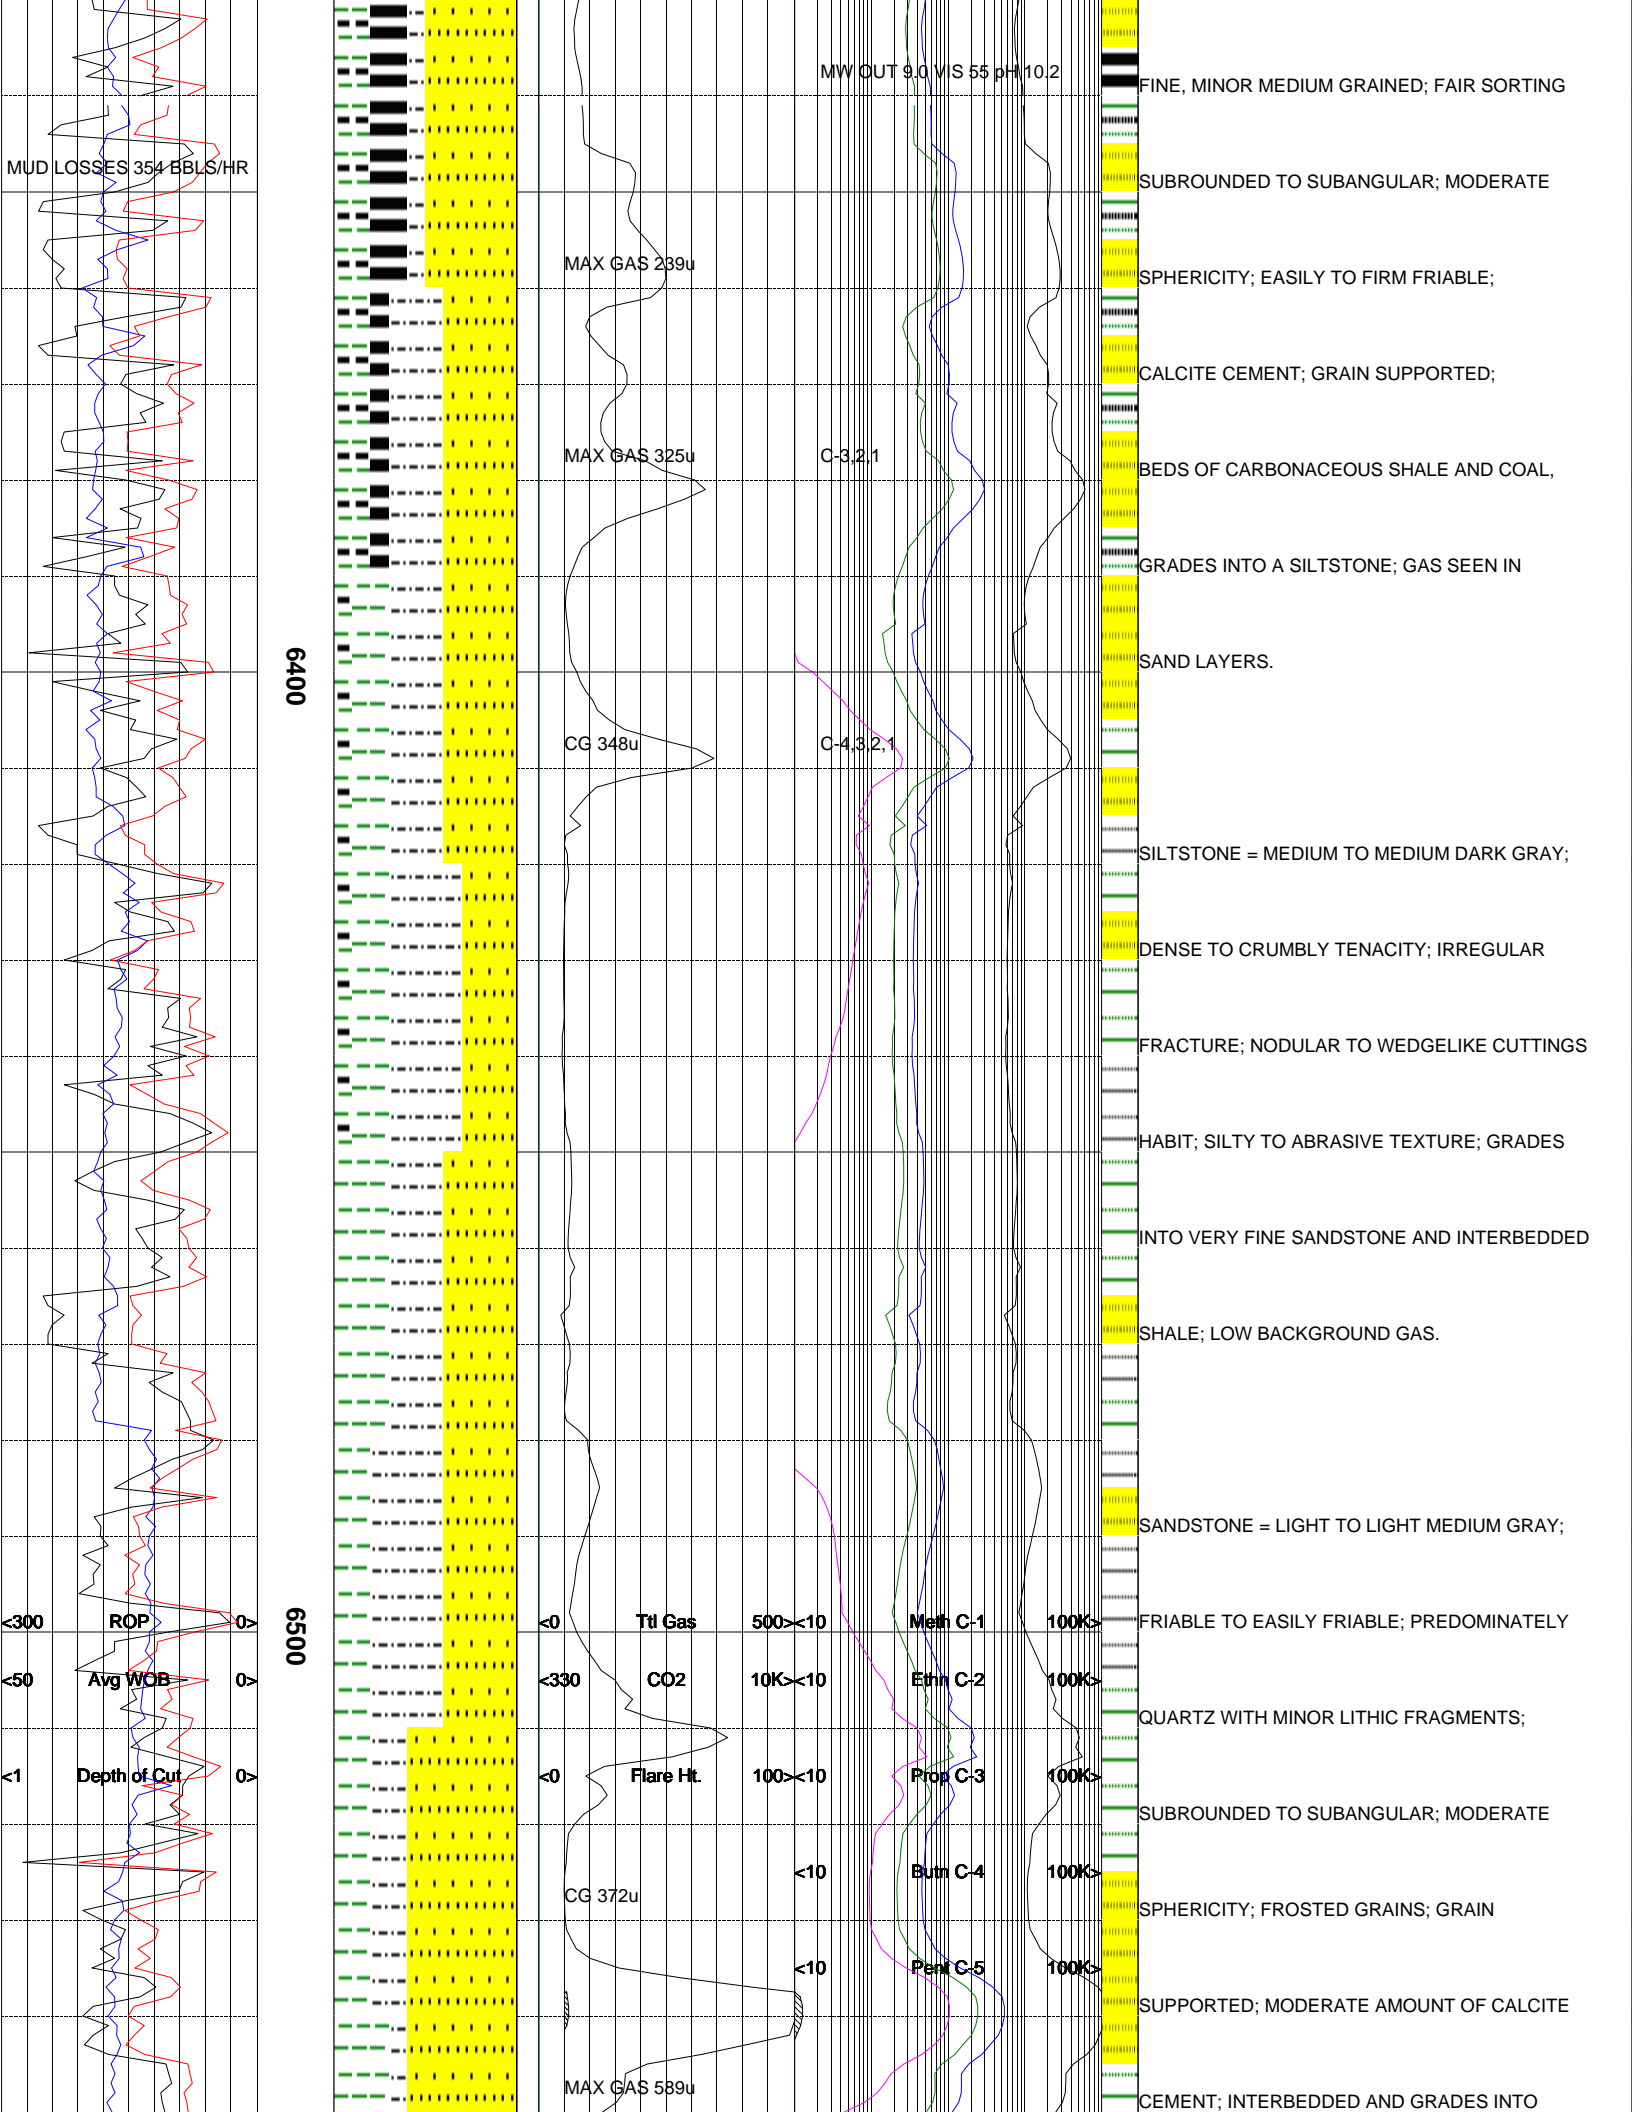 MW OUT 9.0 VIS 55 pH 10.2
FINE, MINOR MEDIUM GRAINED; FAIR SORTING
MUD LOSSES 354 BBLS/HR
SUBROUNDED TO SUBANGULAR; MODERATE
MAX GAS 239u
SPHERICITY; EASILY TO FIRM FRIABLE;
CALCITE CEMENT; GRAIN SUPPORTED;
MAX GAS 325u
C-3,2,1
BEDS OF CARBONACEOUS SHALE AND COAL,
GRADES INTO A SILTSTONE; GAS SEEN IN
6400
SAND LAYERS.
CG 348u
C-4,3,2,1
SILTSTONE = MEDIUM TO MEDIUM DARK GRAY;
DENSE TO CRUMBLY TENACITY; IRREGULAR
FRACTURE; NODULAR TO WEDGELIKE CUTTINGS
HABIT; SILTY TO ABRASIVE TEXTURE; GRADES
INTO VERY FINE SANDSTONE AND INTERBEDDED
SHALE; LOW BACKGROUND GAS.
SANDSTONE = LIGHT TO LIGHT MEDIUM GRAY;
<300 ROP 0>
6500
<0 Ttl Gas 500>
<10 Meth C-1 100K>
FRIABLE TO EASILY FRIABLE; PREDOMINATELY
<50 Avg WOB 0>
<330 CO2 10K>
<10 Ethn C-2 100K>
QUARTZ WITH MINOR LITHIC FRAGMENTS;
<1 Depth of Cut 0>
<0 Flare Ht. 100>
<10 Prop C-3 100K>
SUBROUNDED TO SUBANGULAR; MODERATE
<10 Butn C-4 100K>
CG 372u
SPHERICITY; FROSTED GRAINS; GRAIN
<10 Pent C-5 100K>
SUPPORTED; MODERATE AMOUNT OF CALCITE
MAX GAS 589u
CEMENT; INTERBEDDED AND GRADES INTO